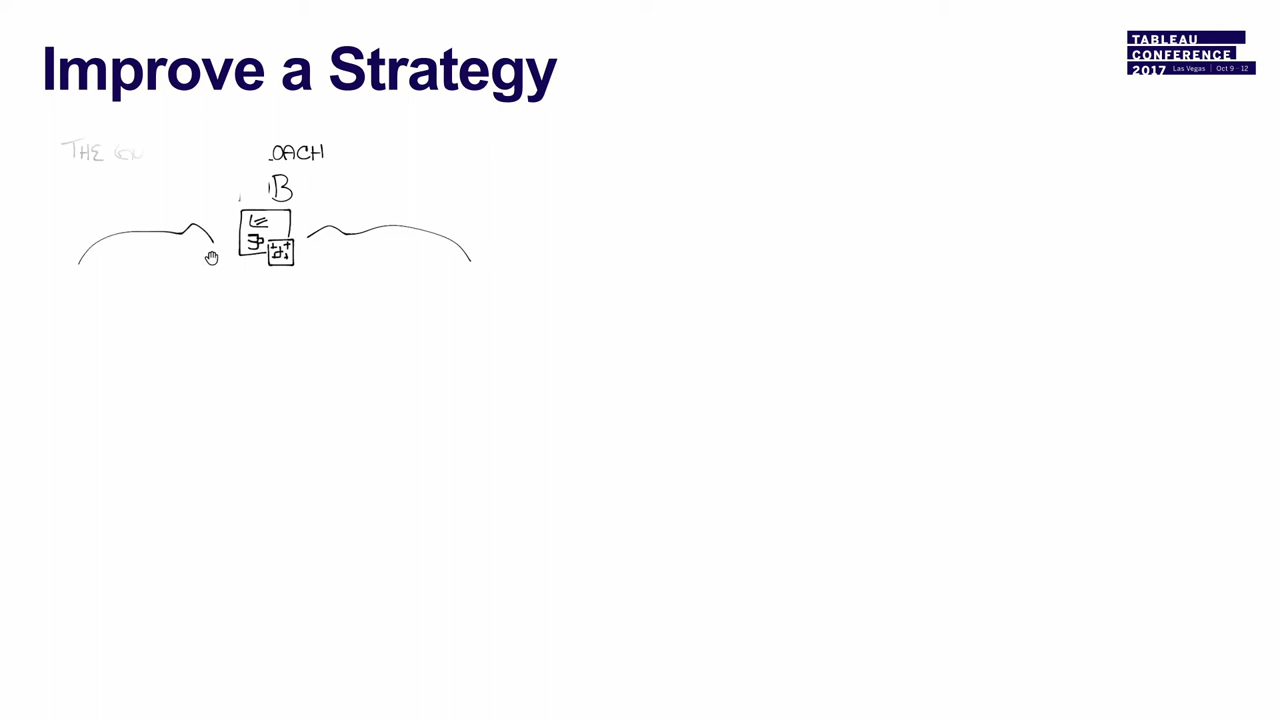 Improve a Strategy
TABLEAU
CONFERENCE
2017 Las Vegas | Oct 9 - 12
THE
OACH
B